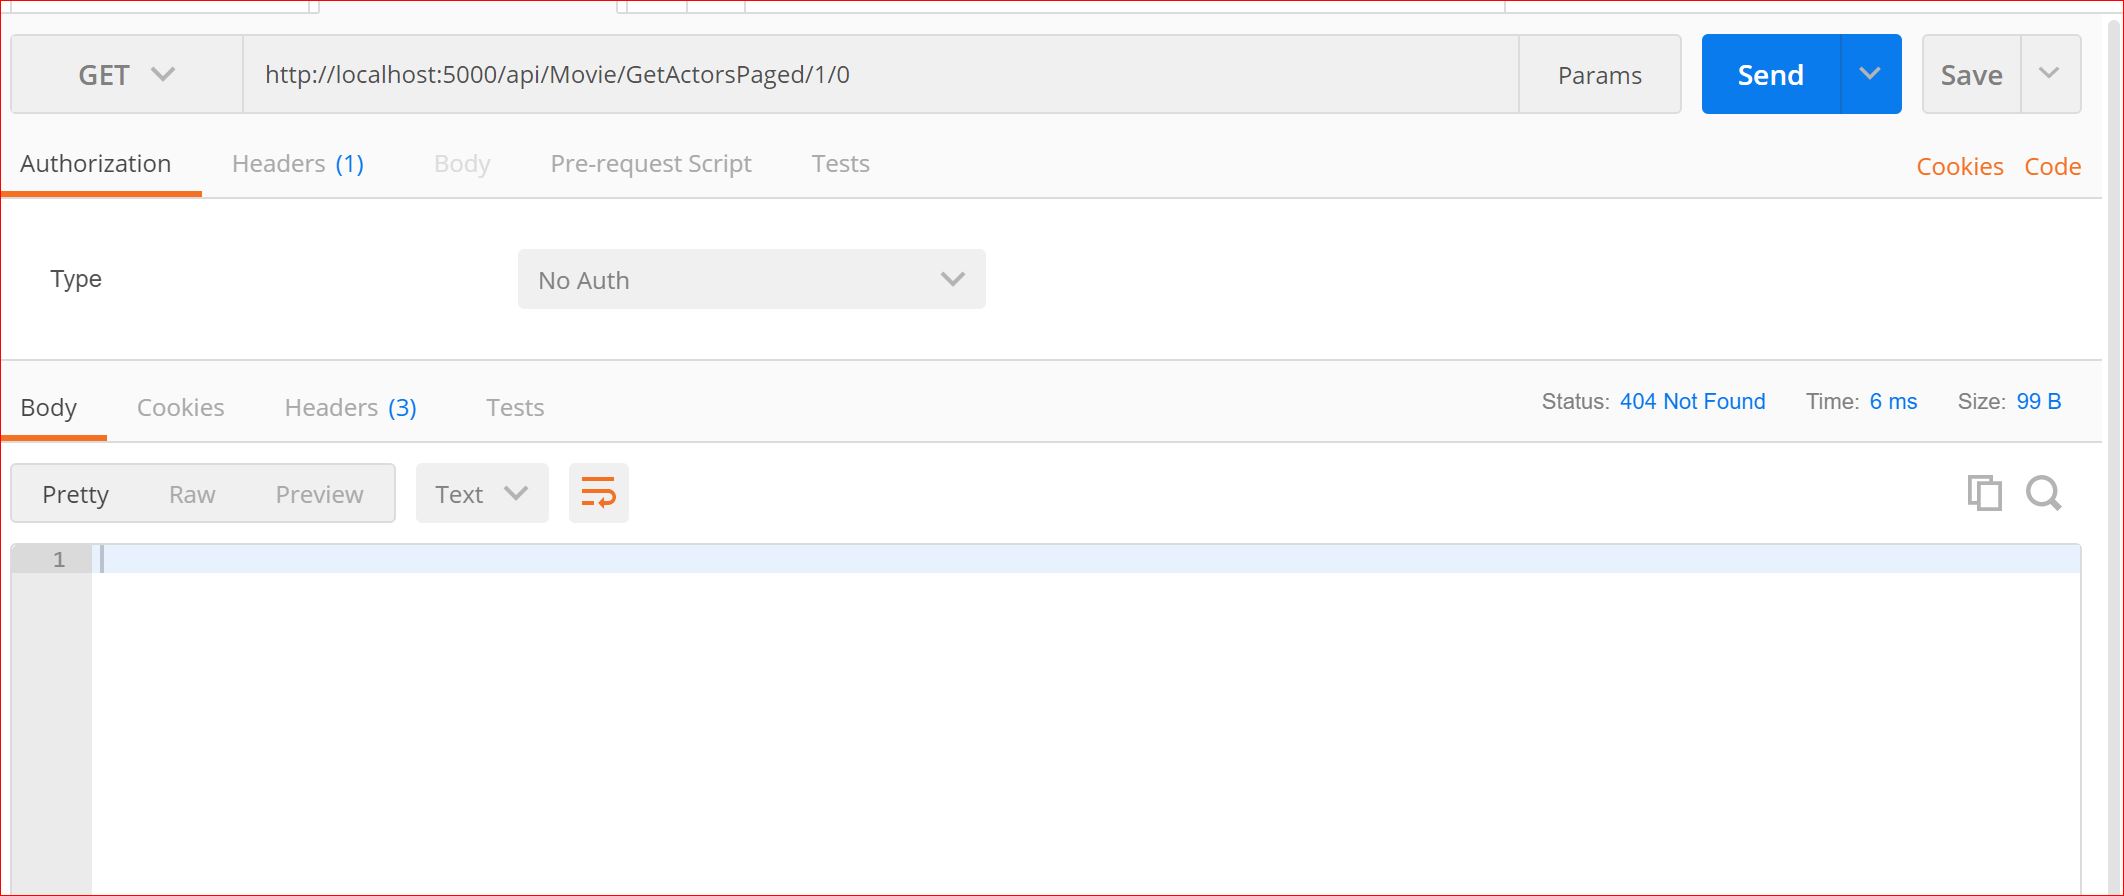 GET http://localhost:5000/api/Movie/GetActorsPaged/1/0 Params Send Save
Authorization Headers (1) Body Pre-request Script Tests Cookies Code
Type No Auth
Body Cookies Headers (3) Tests Status: 404 Not Found Time: 6 ms Size: 99 B
Pretty Raw Preview Text
1